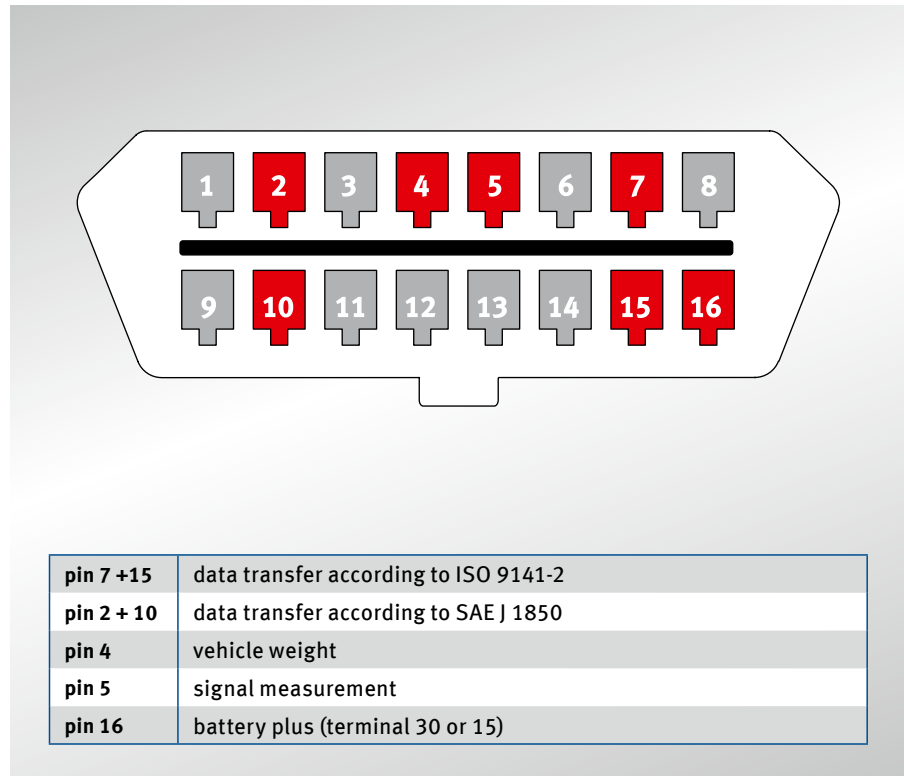 1 2 3 4 5 6 7 8
9 10 11 12 13 14 15 16
pin 7 +15 data transfer according to ISO 9141-2
pin 2 + 10 data transfer according to SAE J 1850
pin 4 vehicle weight
pin 5 signal measurement
pin 16 battery plus (terminal 30 or 15)